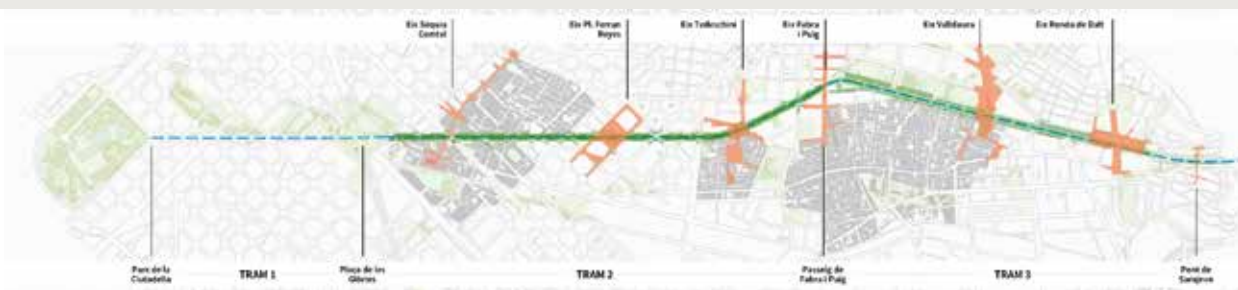 Eix Sèquia
Comtal
Eix Pl. Ferran
Reyes
Eix Tedeschini
Eix Fabra
i Puig
Eix Valldaura
Eix Ronda de Dalt
Parc de la
Ciutadella
TRAM 1
Plaça de les
Glòries
TRAM 2
Passeig de
Fabra i Puig
TRAM 3
Pont de
Sarajevo